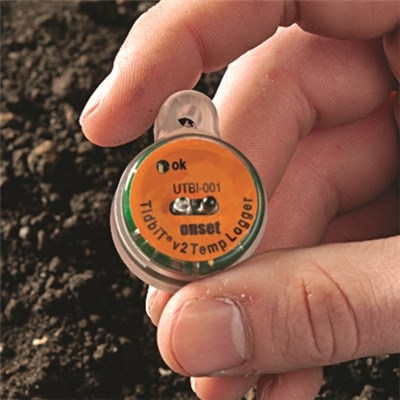 ok
UTBI-001
onset
TidbiT® v2 Temp Logger